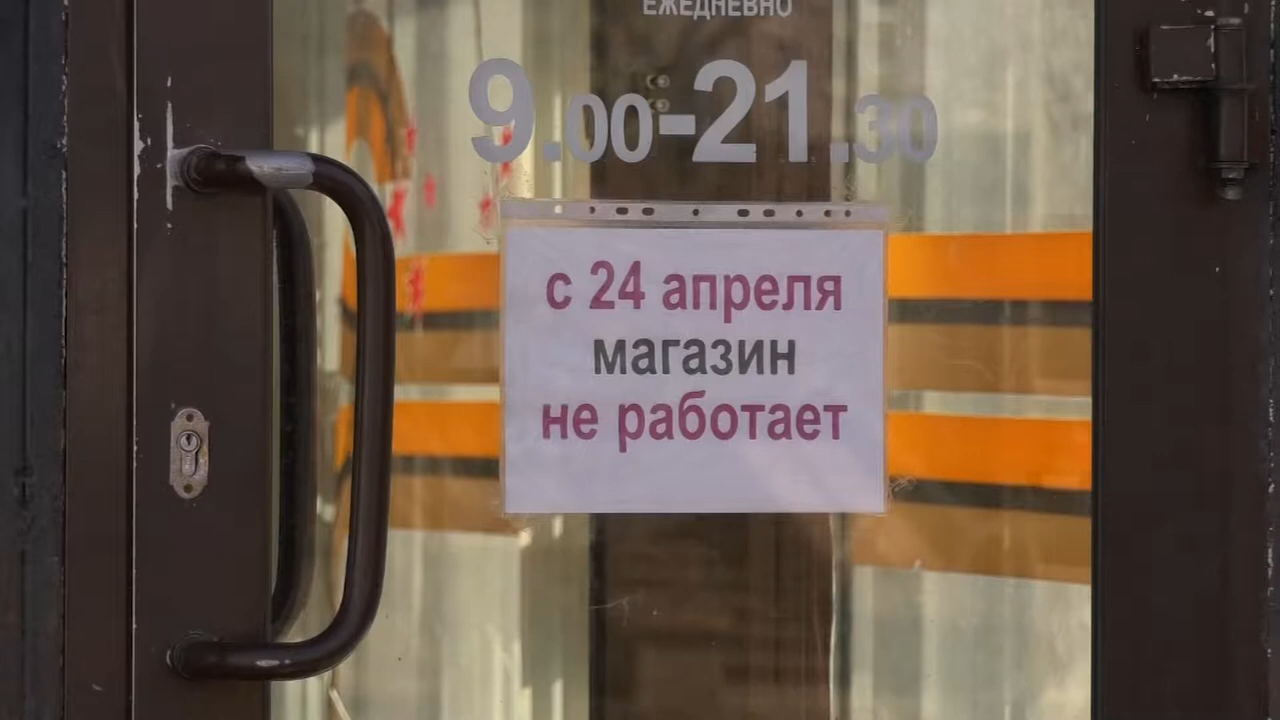 ЕЖЕДНЕВНО
9.00-21.30
с 24 апреля
магазин
не работает